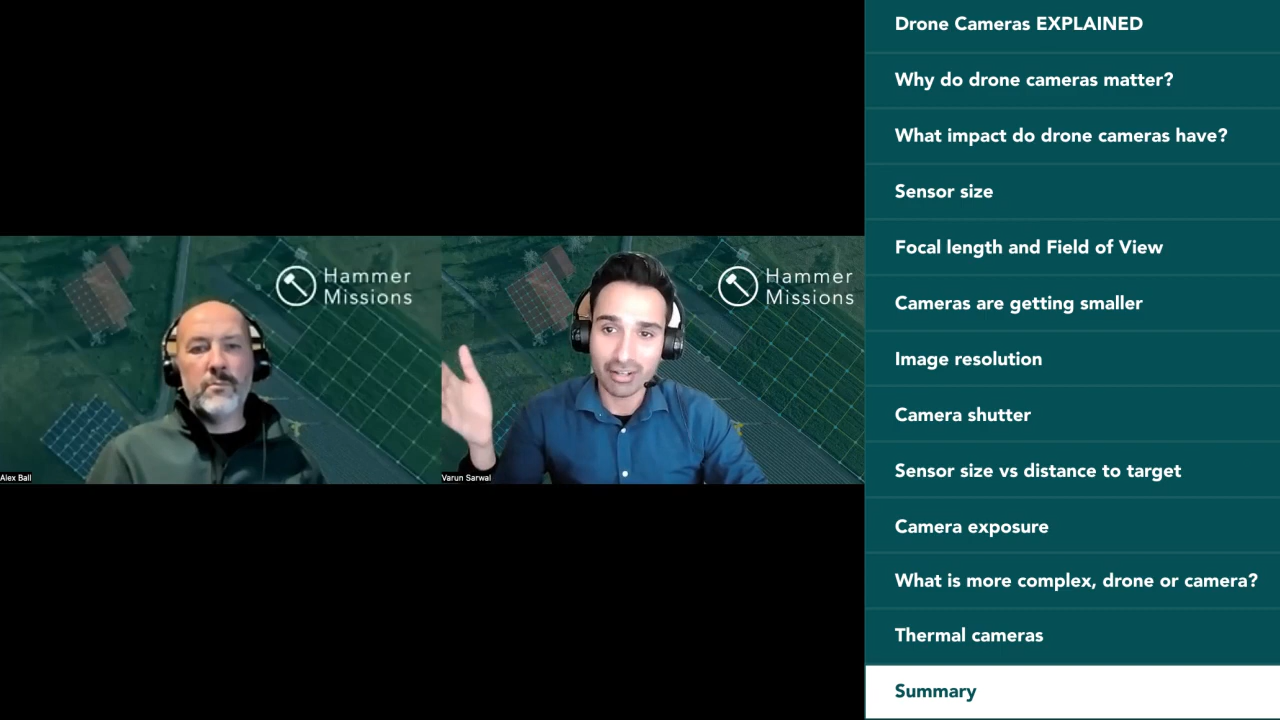 Hammer
Missions
Alex Ball
Hammer
Missions
Varun Sarwal
Drone Cameras EXPLAINED
Why do drone cameras matter?
What impact do drone cameras have?
Sensor size
Focal length and Field of View
Cameras are getting smaller
Image resolution
Camera shutter
Sensor size vs distance to target
Camera exposure
What is more complex, drone or camera?
Thermal cameras
Summary